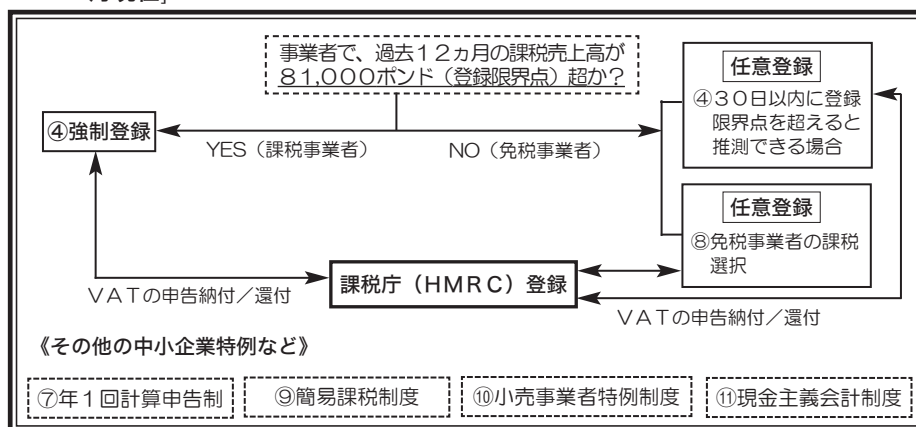 事業者で、過去12ヵ月の課税売上高が
81,000ポンド（登録限界点）超か？
任意登録
④30日以内に登録
限界点を超えると
推測できる場合
④強制登録
YES（課税事業者）
NO（免税事業者）
任意登録
⑧免税事業者の課税
選択
課税庁（HMRC）登録
VATの申告納付／還付
VATの申告納付／還付
《その他の中小企業特例など》
⑦年1回計算申告制
⑨簡易課税制度
⑩小売事業者特例制度
⑪現金主義会計制度